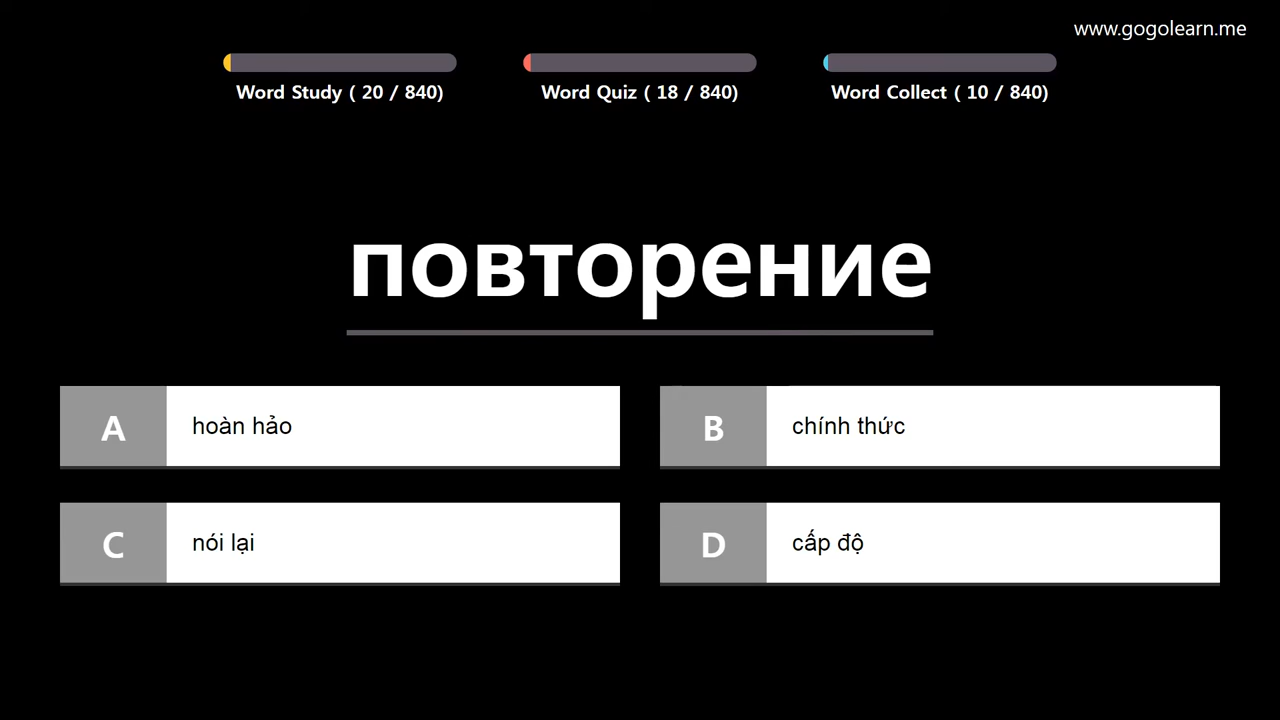 www.gogolearn.me
Word Study ( 20 / 840)
Word Quiz ( 18 / 840)
Word Collect ( 10 / 840)
повторение
A hoàn hảo
B chính thức
C nói lại
D cấp độ